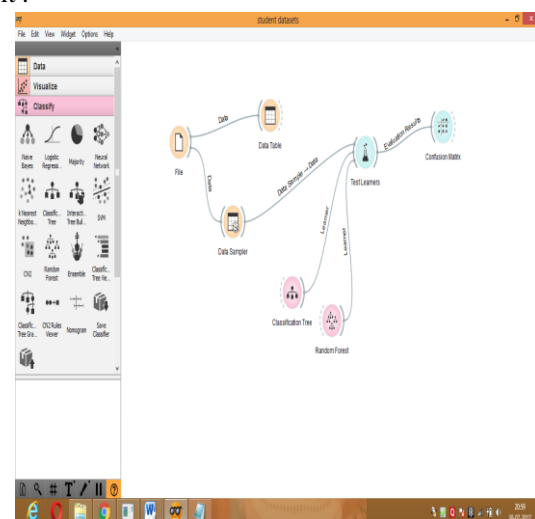 student datasets
File Edit View Widget Options Help
Data
Visualize
Classify
Naive Bayes
Logistic Regress...
Majority
Neural Network
k Nearest Neighbo...
Classific... Tree
Interact... Tree Buil...
SVM
CN2
Random Forest
Ensemble
Classific... Tree Vie...
Classific... Tree Gra...
CN2 Rules Viewer
Nomogram
Save Classifier
File
Data
Data Table
Data
Data Sampler
Data Sample → Data
Test Learners
Evaluation Results
Confusion Matrix
Learner
Learner
Classification Tree
Random Forest
20:59